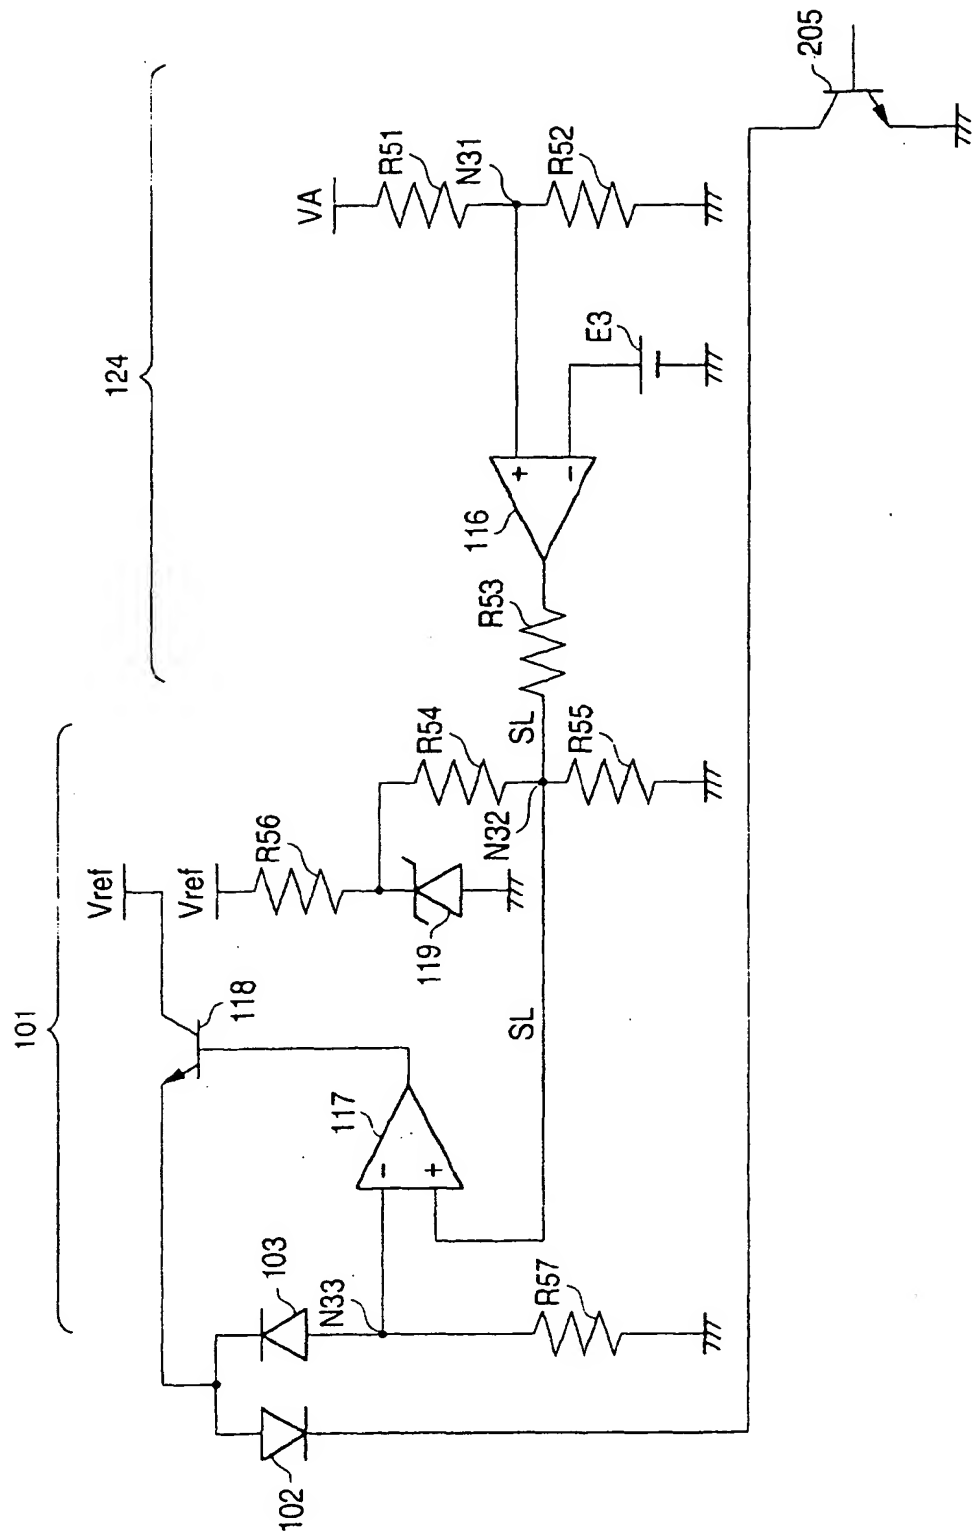 101
124
Vref
Vref
118
R56
119
R54
N32
SL
SL
R55
R53
116
117
103
102
N33
R57
VA
R51
N31
R52
E3
205
+
-
-
+